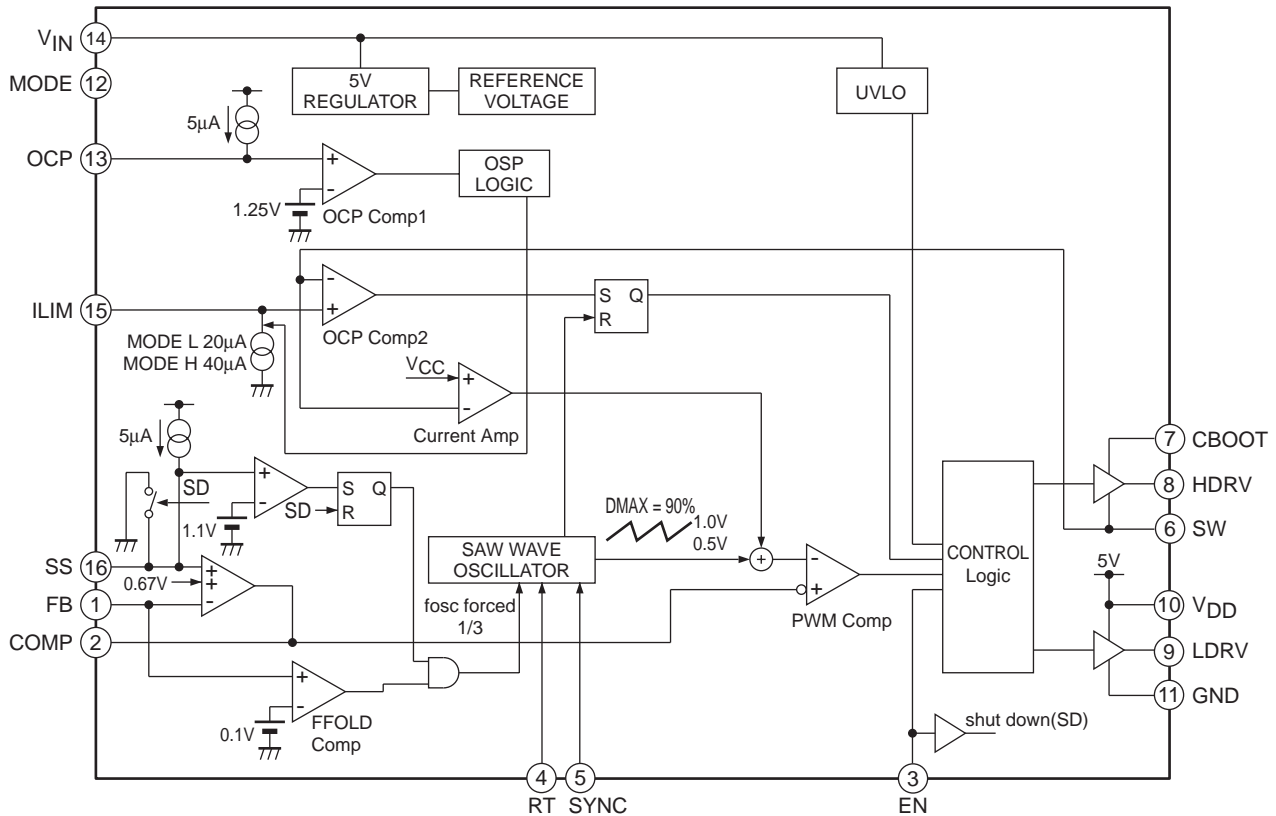 VIN 14
MODE 12
OCP 13
ILIM 15
SS 16
FB 1
COMP 2
5V
REGULATOR
REFERENCE
VOLTAGE
UVLO
5µA
+
-
1.25V
OCP Comp1
OSP
LOGIC
-
+
OCP Comp2
S Q
R
MODE L 20µA
MODE H 40µA
VCC
+
-
Current Amp
5µA
SD
+
-
1.1V
SD
S Q
R
0.67V
+
+
-
SAW WAVE
OSCILLATOR
DMAX = 90%
1.0V
0.5V
fosc forced
1/3
+
-
+
PWM Comp
+
-
0.1V
FFOLD
Comp
CONTROL
Logic
5V
shut down(SD)
7 CBOOT
8 HDRV
6 SW
10 VDD
9 LDRV
11 GND
4
RT
5
SYNC
3
EN